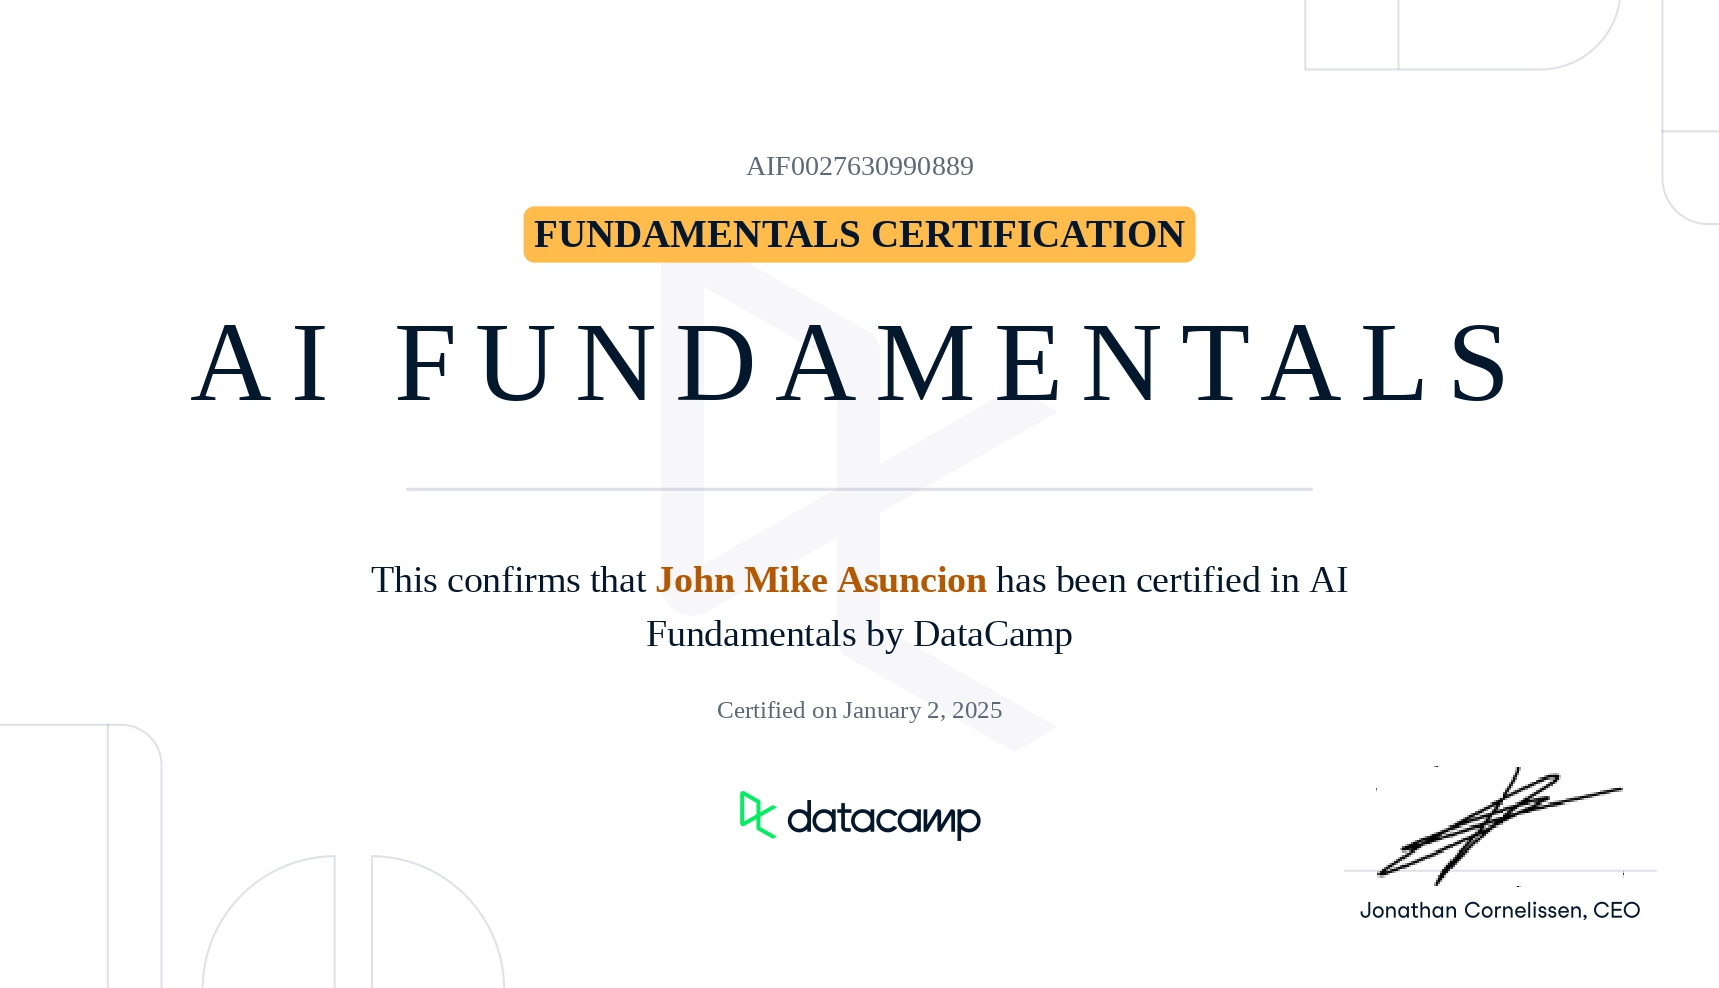 AIF0027630990889
FUNDAMENTALS CERTIFICATION
AI FUNDAMENTALS
This confirms that John Mike Asuncion has been certified in AI
Fundamentals by DataCamp
Certified on January 2, 2025
datacamp
Jonathan Cornelissen, CEO